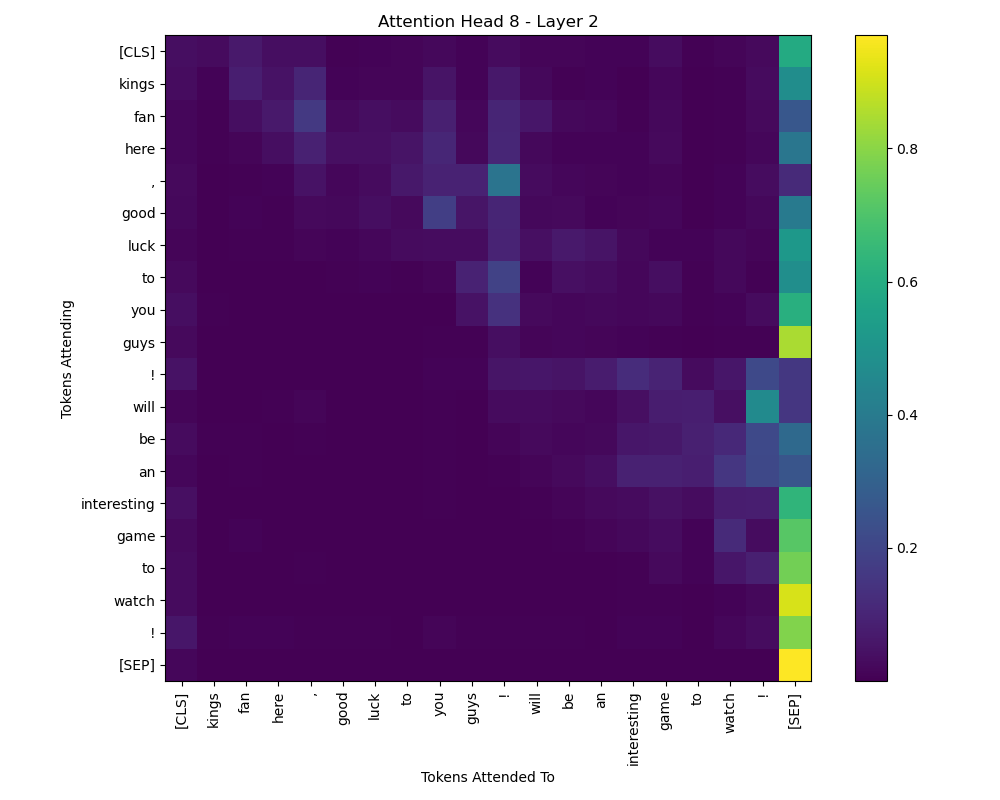 Attention Head 8 - Layer 2
Tokens Attending
[CLS]
kings
fan
here
,
good
luck
to
you
guys
!
will
be
an
interesting
game
to
watch
!
[SEP]
[CLS] kings fan here , good luck to you guys ! will be an interesting game to watch ! [SEP]
Tokens Attended To
0.8
0.6
0.4
0.2